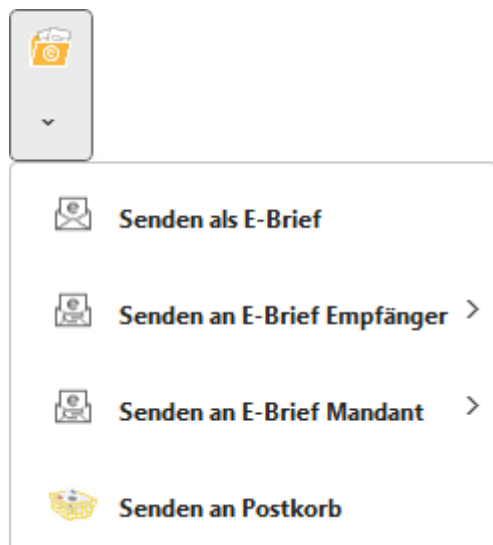 Senden als E-Brief
Senden an E-Brief Empfänger
Senden an E-Brief Mandant
Senden an Postkorb